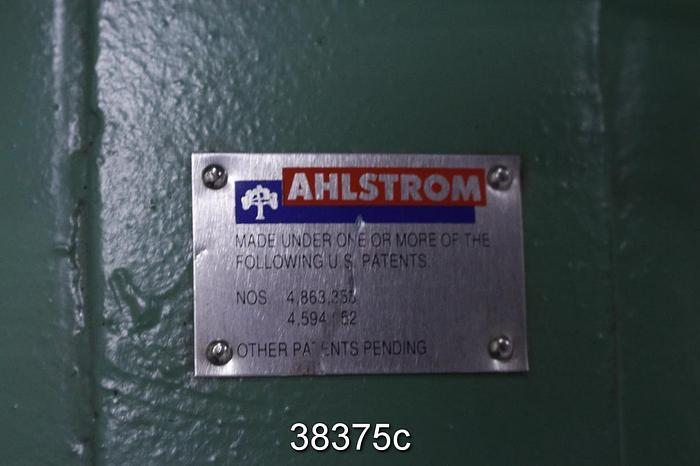 AHLSTROM
MADE UNDER ONE OR MORE OF THE
FOLLOWING U.S. PATENTS.
NOS.
OTHER PATENTS PENDING
38375c